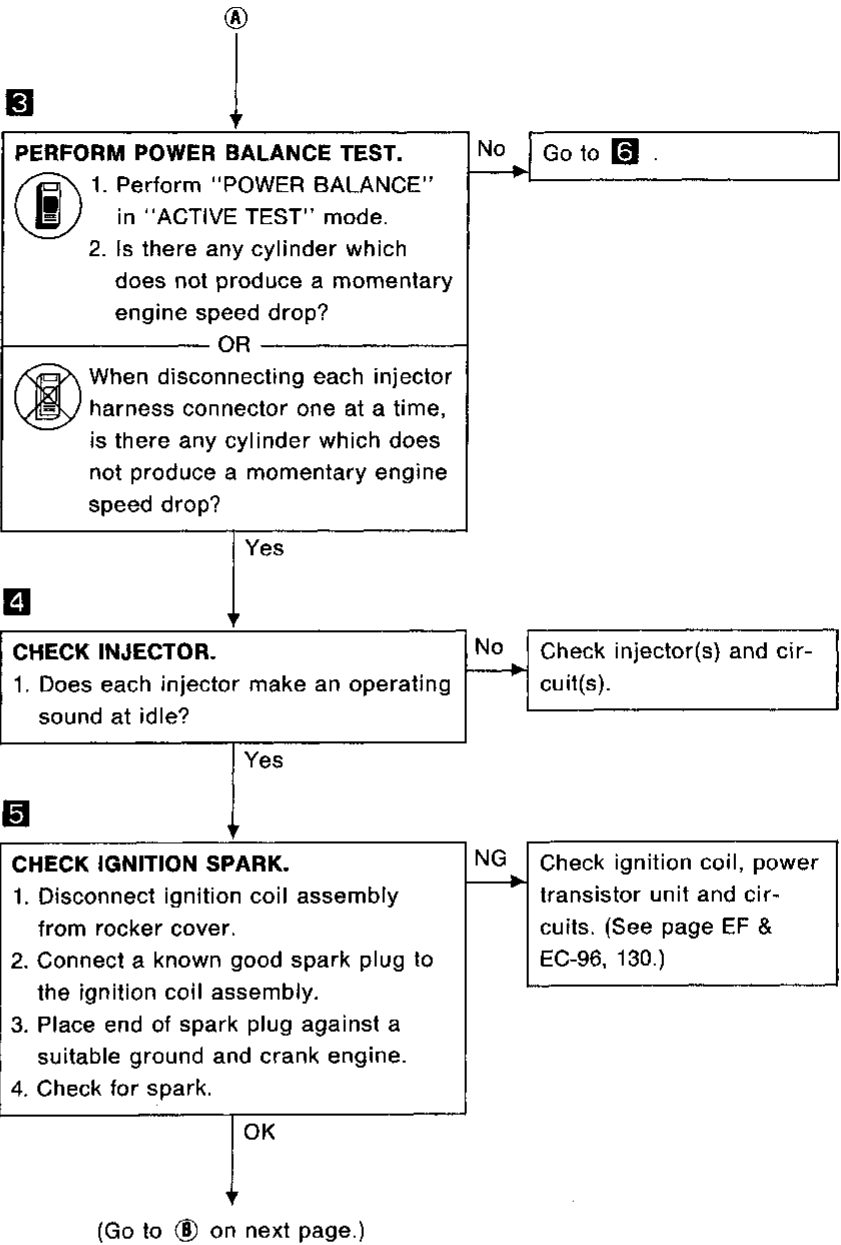 Ⓐ
3
PERFORM POWER BALANCE TEST.
1. Perform "POWER BALANCE"
in "ACTIVE TEST" mode.
2. Is there any cylinder which
does not produce a momentary
engine speed drop?
OR
When disconnecting each injector
harness connector one at a time,
is there any cylinder which does
not produce a momentary engine
speed drop?
No
Go to 6 .
Yes
4
CHECK INJECTOR.
1. Does each injector make an operating
sound at idle?
No
Check injector(s) and cir-
cuit(s).
Yes
5
CHECK IGNITION SPARK.
1. Disconnect ignition coil assembly
from rocker cover.
2. Connect a known good spark plug to
the ignition coil assembly.
3. Place end of spark plug against a
suitable ground and crank engine.
4. Check for spark.
NG
Check ignition coil, power
transistor unit and cir-
cuits. (See page EF &
EC-96, 130.)
OK
(Go to Ⓑ on next page.)